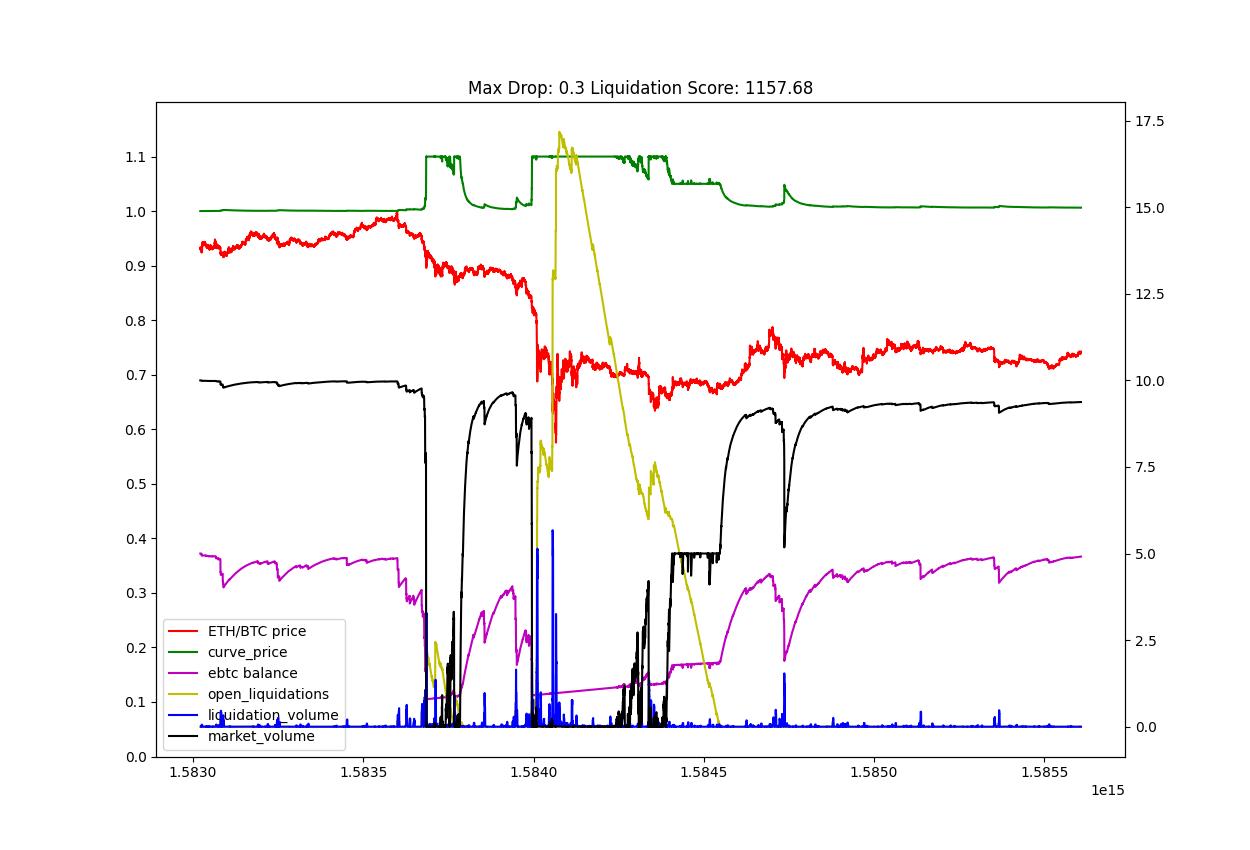 Max Drop: 0.3 Liquidation Score: 1157.68
1.1
1.0
0.9
0.8
0.7
0.6
0.5
0.4
0.3
0.2
0.1
0.0
17.5
15.0
12.5
10.0
7.5
5.0
2.5
0.0
ETH/BTC price
curve_price
ebtc balance
open_liquidations
liquidation_volume
market_volume
1.5830 1.5835 1.5840 1.5845 1.5850 1.5855
1e15